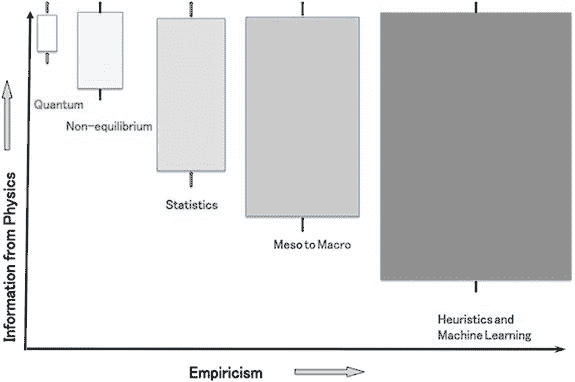 Quantum
Non-equilibrium
Statistics
Meso to Macro
Heuristics and
Machine Learning
Information from Physics
Empiricism